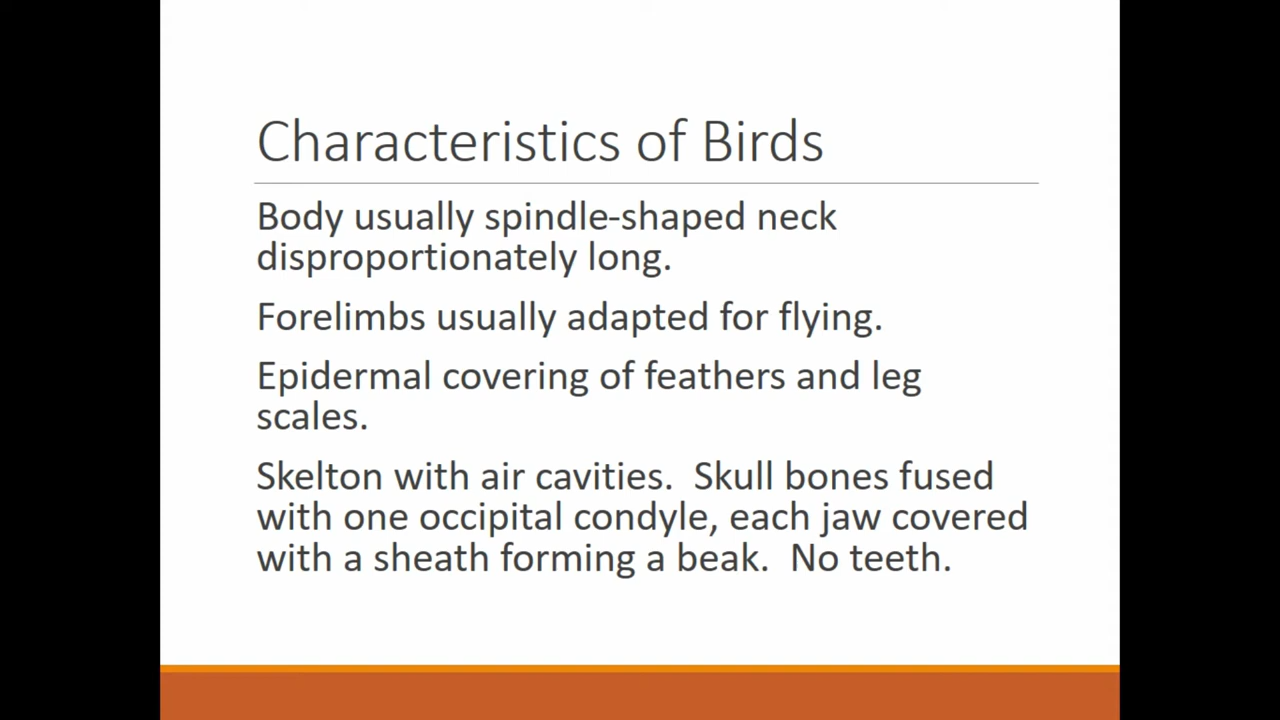 Characteristics of Birds
Body usually spindle-shaped neck
disproportionately long.
Forelimbs usually adapted for flying.
Epidermal covering of feathers and leg
scales.
Skelton with air cavities.  Skull bones fused
with one occipital condyle, each jaw covered
with a sheath forming a beak.  No teeth.